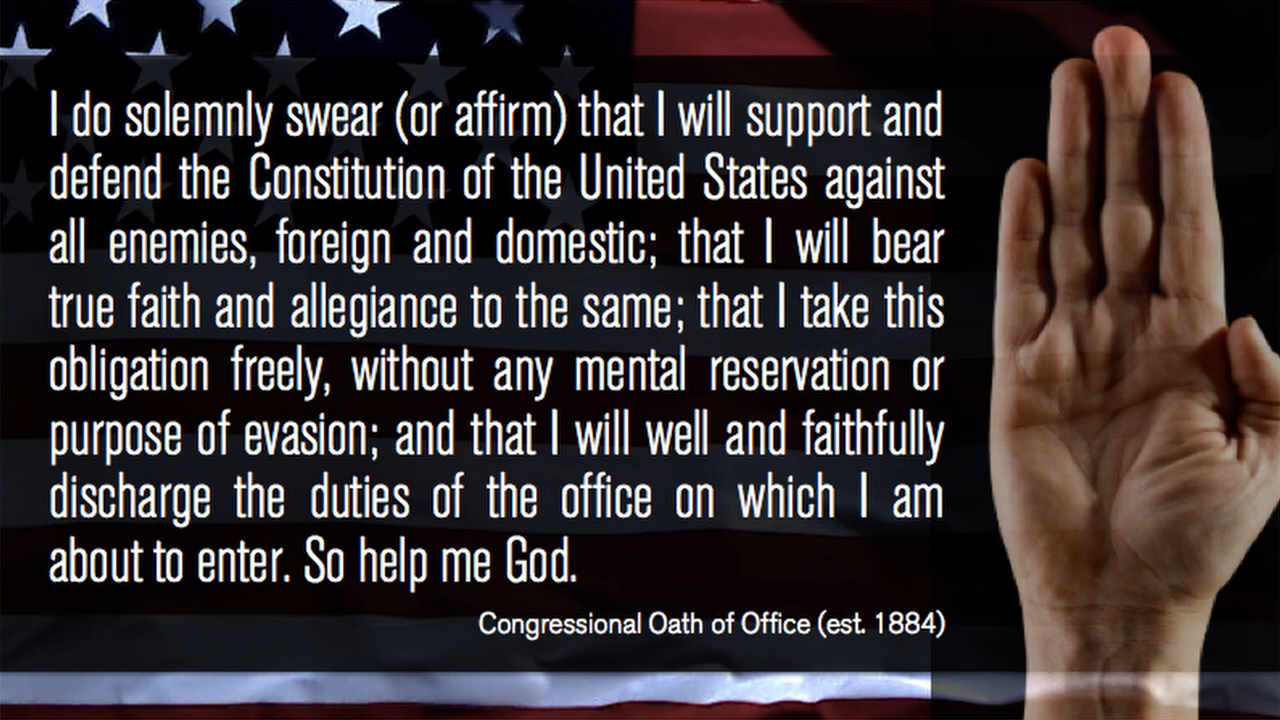 I do solemnly swear (or affirm) that I will support and
defend the Constitution of the United States against
all enemies, foreign and domestic; that I will bear
true faith and allegiance to the same; that I take this
obligation freely, without any mental reservation or
purpose of evasion; and that I will well and faithfully
discharge the duties of the office on which I am
about to enter. So help me God.
Congressional Oath of Office (est. 1884)